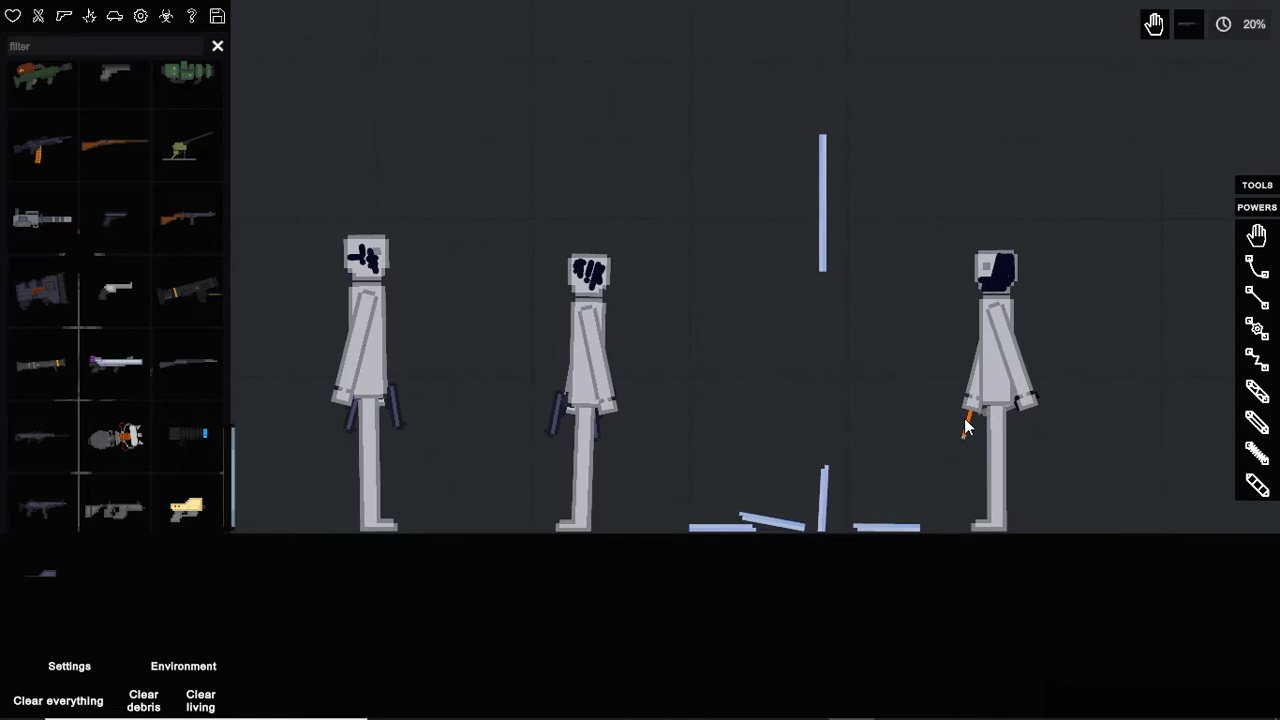 20%
filter
TOOLS
POWERS
Settings
Environment
Clear everything
Clear
debris
Clear
living